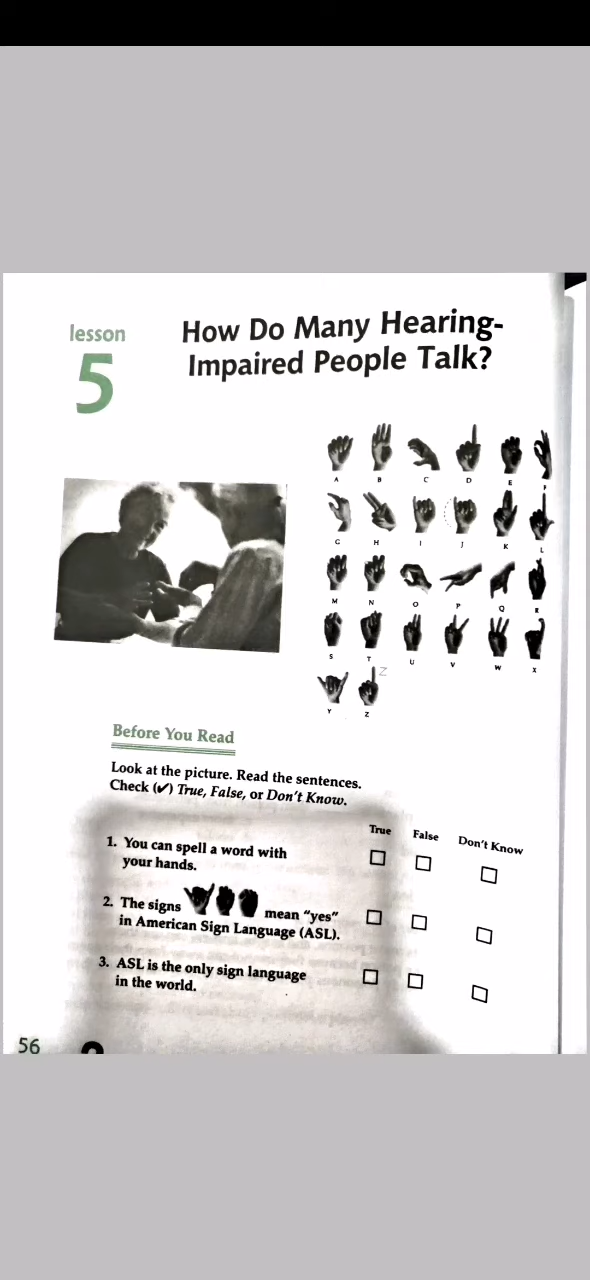 lesson
5
How Do Many Hearing-
Impaired People Talk?
A B C D E F
G H I J K L
M N O P Q R
S T U V W X
Z
Y Z
Before You Read
Look at the picture. Read the sentences.
Check (✔) True, False, or Don't Know.
True False Don't Know
1. You can spell a word with
your hands.
2. The signs mean "yes"
in American Sign Language (ASL).
3. ASL is the only sign language
in the world.
56